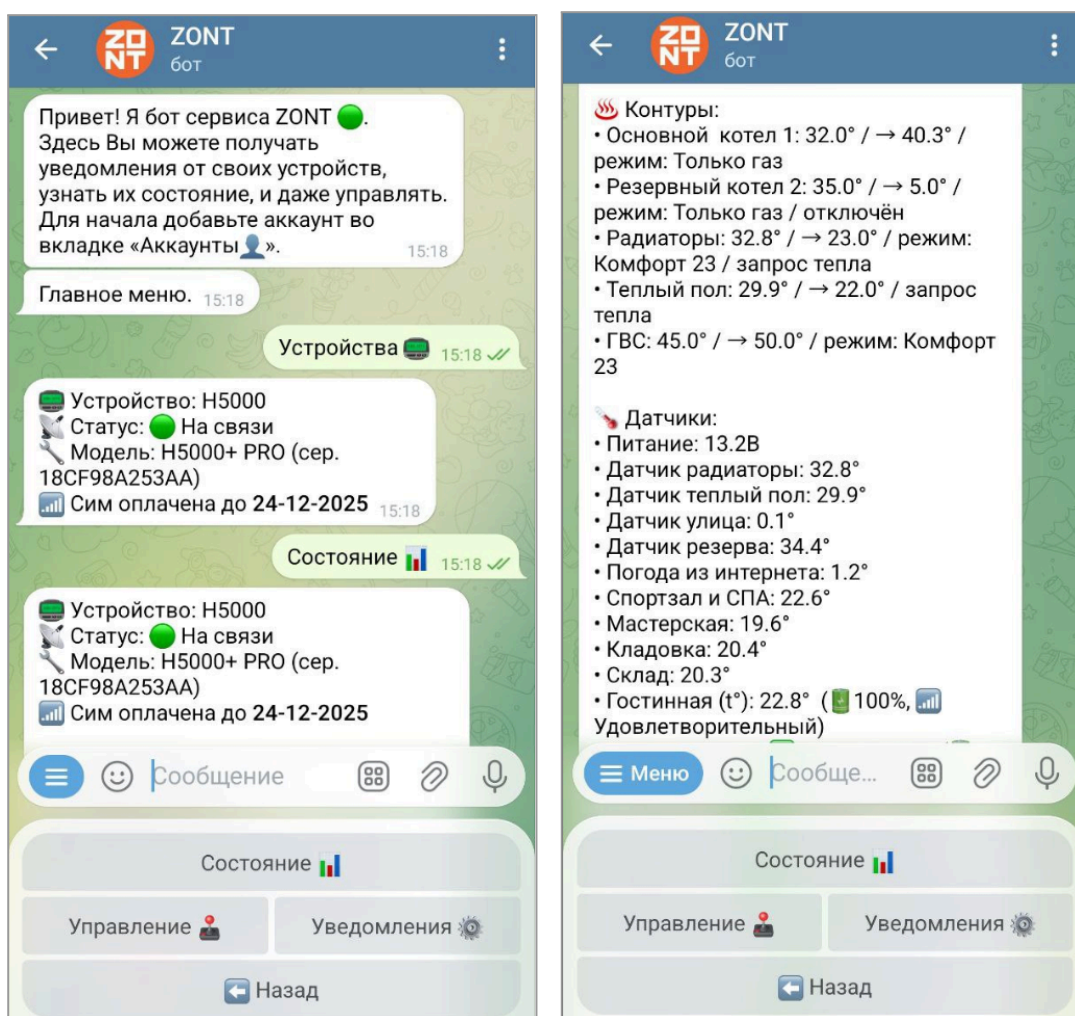 ZONT
бот
Привет! Я бот сервиса ZONT 🟢.
Здесь Вы можете получать
уведомления от своих устройств,
узнать их состояние, и даже управлять.
Для начала добавьте аккаунт во
вкладке «Аккаунты👤».
15:18
Главное меню. 15:18
Устройства 15:18
Устройство: H5000
Статус: 🟢 На связи
Модель: H5000+ PRO (сер.
18CF98A253AA)
Сим оплачена до 24-12-2025 15:18
Состояние 📊 15:18
Устройство: H5000
Статус: 🟢 На связи
Модель: H5000+ PRO (сер.
18CF98A253AA)
Сим оплачена до 24-12-2025
Сообщение
Состояние 📊
Управление 🕹
Уведомления ⚙
Назад
ZONT
бот
♨ Контуры:
• Основной котел 1: 32.0° / → 40.3° /
режим: Только газ
• Резервный котел 2: 35.0° / → 5.0° /
режим: Только газ / отключён
• Радиаторы: 32.8° / → 23.0° / режим:
Комфорт 23 / запрос тепла
• Теплый пол: 29.9° / → 22.0° / запрос
тепла
• ГВС: 45.0° / → 50.0° / режим: Комфорт
23
🌡 Датчики:
• Питание: 13.2В
• Датчик радиаторы: 32.8°
• Датчик теплый пол: 29.9°
• Датчик улица: 0.1°
• Датчик резерва: 34.4°
• Погода из интернета: 1.2°
• Спортзал и СПА: 22.6°
• Мастерская: 19.6°
• Кладовка: 20.4°
• Склад: 20.3°
• Гостинная (t°): 22.8° (🔋100%, 📶
Удовлетворительный)
Меню
Сообще...
Состояние 📊
Управление 🕹
Уведомления ⚙
Назад